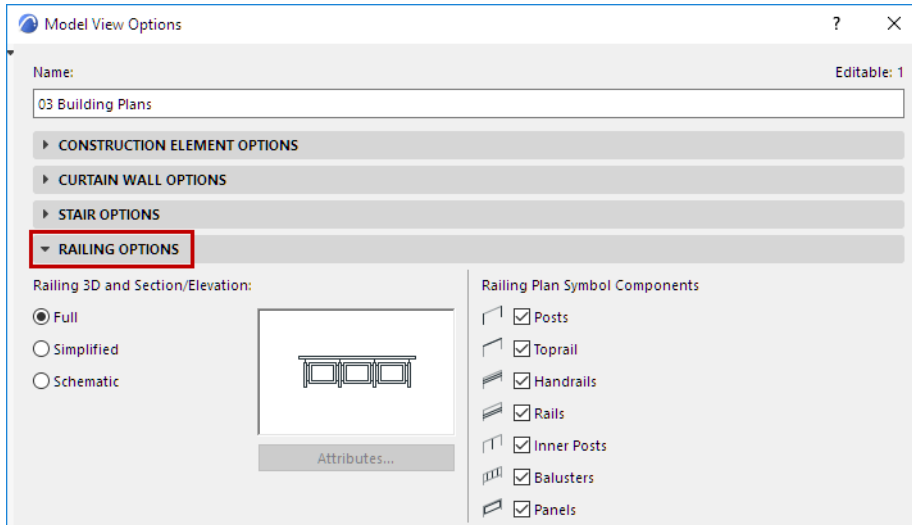 Model View Options
?
Name:
Editable: 1
03 Building Plans
CONSTRUCTION ELEMENT OPTIONS
CURTAIN WALL OPTIONS
STAIR OPTIONS
RAILING OPTIONS
Railing 3D and Section/Elevation:
Full
Simplified
Schematic
Attributes...
Railing Plan Symbol Components
Posts
Toprail
Handrails
Rails
Inner Posts
Balusters
Panels